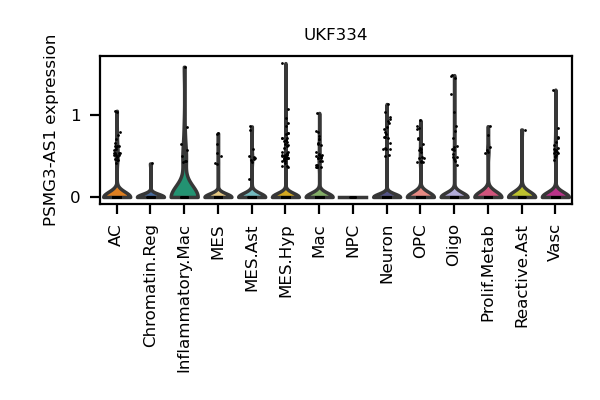 UKF334
PSMG3-AS1 expression
1
0
AC
Chromatin.Reg
Inflammatory.Mac
MES
MES.Ast
MES.Hyp
Mac
NPC
Neuron
OPC
Oligo
Prolif.Metab
Reactive.Ast
Vasc